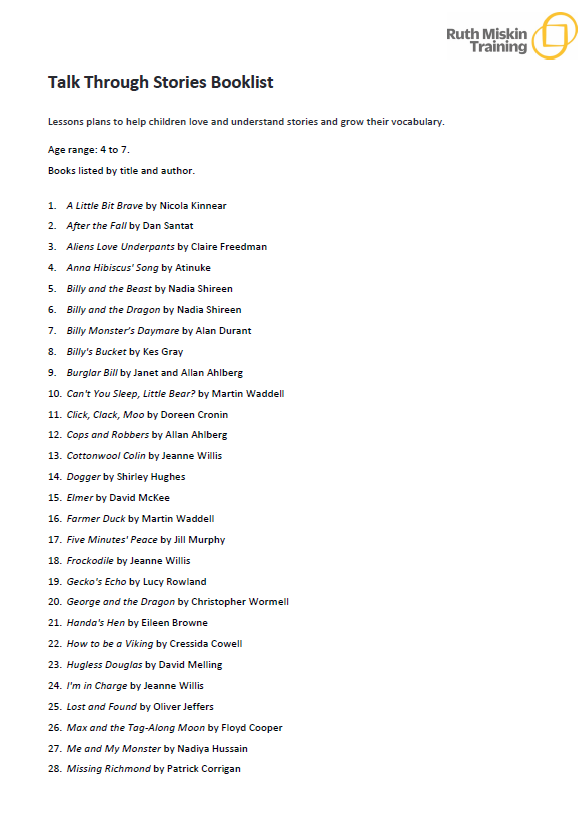 Ruth Miskin
Training
Talk Through Stories Booklist
Lessons plans to help children love and understand stories and grow their vocabulary.
Age range: 4 to 7.
Books listed by title and author.
1. A Little Bit Brave by Nicola Kinnear
2. After the Fall by Dan Santat
3. Aliens Love Underpants by Claire Freedman
4. Anna Hibiscus' Song by Atinuke
5. Billy and the Beast by Nadia Shireen
6. Billy and the Dragon by Nadia Shireen
7. Billy Monster's Daymare by Alan Durant
8. Billy's Bucket by Kes Gray
9. Burglar Bill by Janet and Allan Ahlberg
10. Can't You Sleep, Little Bear? by Martin Waddell
11. Click, Clack, Moo by Doreen Cronin
12. Cops and Robbers by Allan Ahlberg
13. Cottonwool Colin by Jeanne Willis
14. Dogger by Shirley Hughes
15. Elmer by David McKee
16. Farmer Duck by Martin Waddell
17. Five Minutes' Peace by Jill Murphy
18. Frockodile by Jeanne Willis
19. Gecko's Echo by Lucy Rowland
20. George and the Dragon by Christopher Wormell
21. Handa's Hen by Eileen Browne
22. How to be a Viking by Cressida Cowell
23. Hugless Douglas by David Melling
24. I'm in Charge by Jeanne Willis
25. Lost and Found by Oliver Jeffers
26. Max and the Tag-Along Moon by Floyd Cooper
27. Me and My Monster by Nadiya Hussain
28. Missing Richmond by Patrick Corrigan